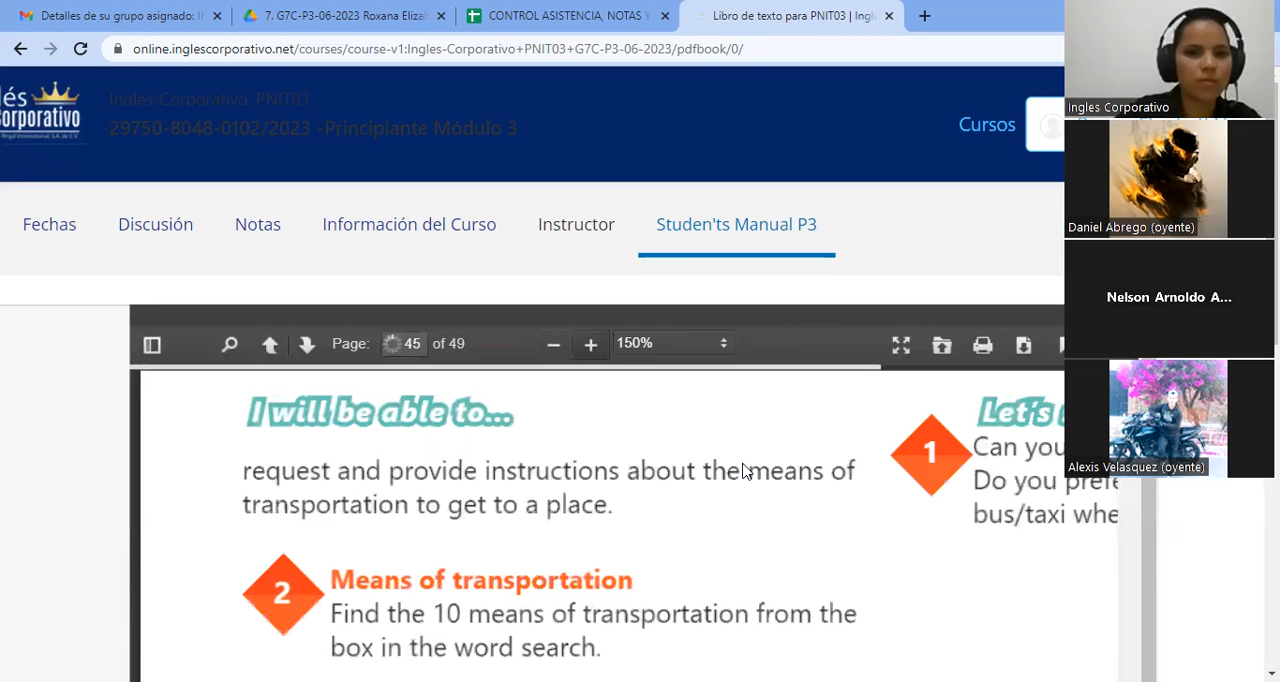 Detalles de su grupo asignado: I
7. G7C-P3-06-2023 Roxana Eliza
CONTROL ASISTENCIA, NOTAS Y
Libro de texto para PNIT03 | Ingle
online.inglescorporativo.net/courses/course-v1:Ingles-Corporativo+PNIT03+G7C-P3-06-2023/pdfbook/0/
Ingles Corporativo
lés
orporativo
Ingles-Corporativo: PNIT03
29750-8048-0102/2023 -Principiante Módulo 3
Cursos
Daniel Abrego (oyente)
Fechas
Discusión
Notas
Información del Curso
Instructor
Studen'ts Manual P3
Nelson Arnoldo A...
Page: 45 of 49
150%
I will be able to...
Let's
request and provide instructions about the means of
transportation to get to a place.
1
Can you
Do you prefe
bus/taxi whe
Alexis Velasquez (oyente)
2
Means of transportation
Find the 10 means of transportation from the
box in the word search.